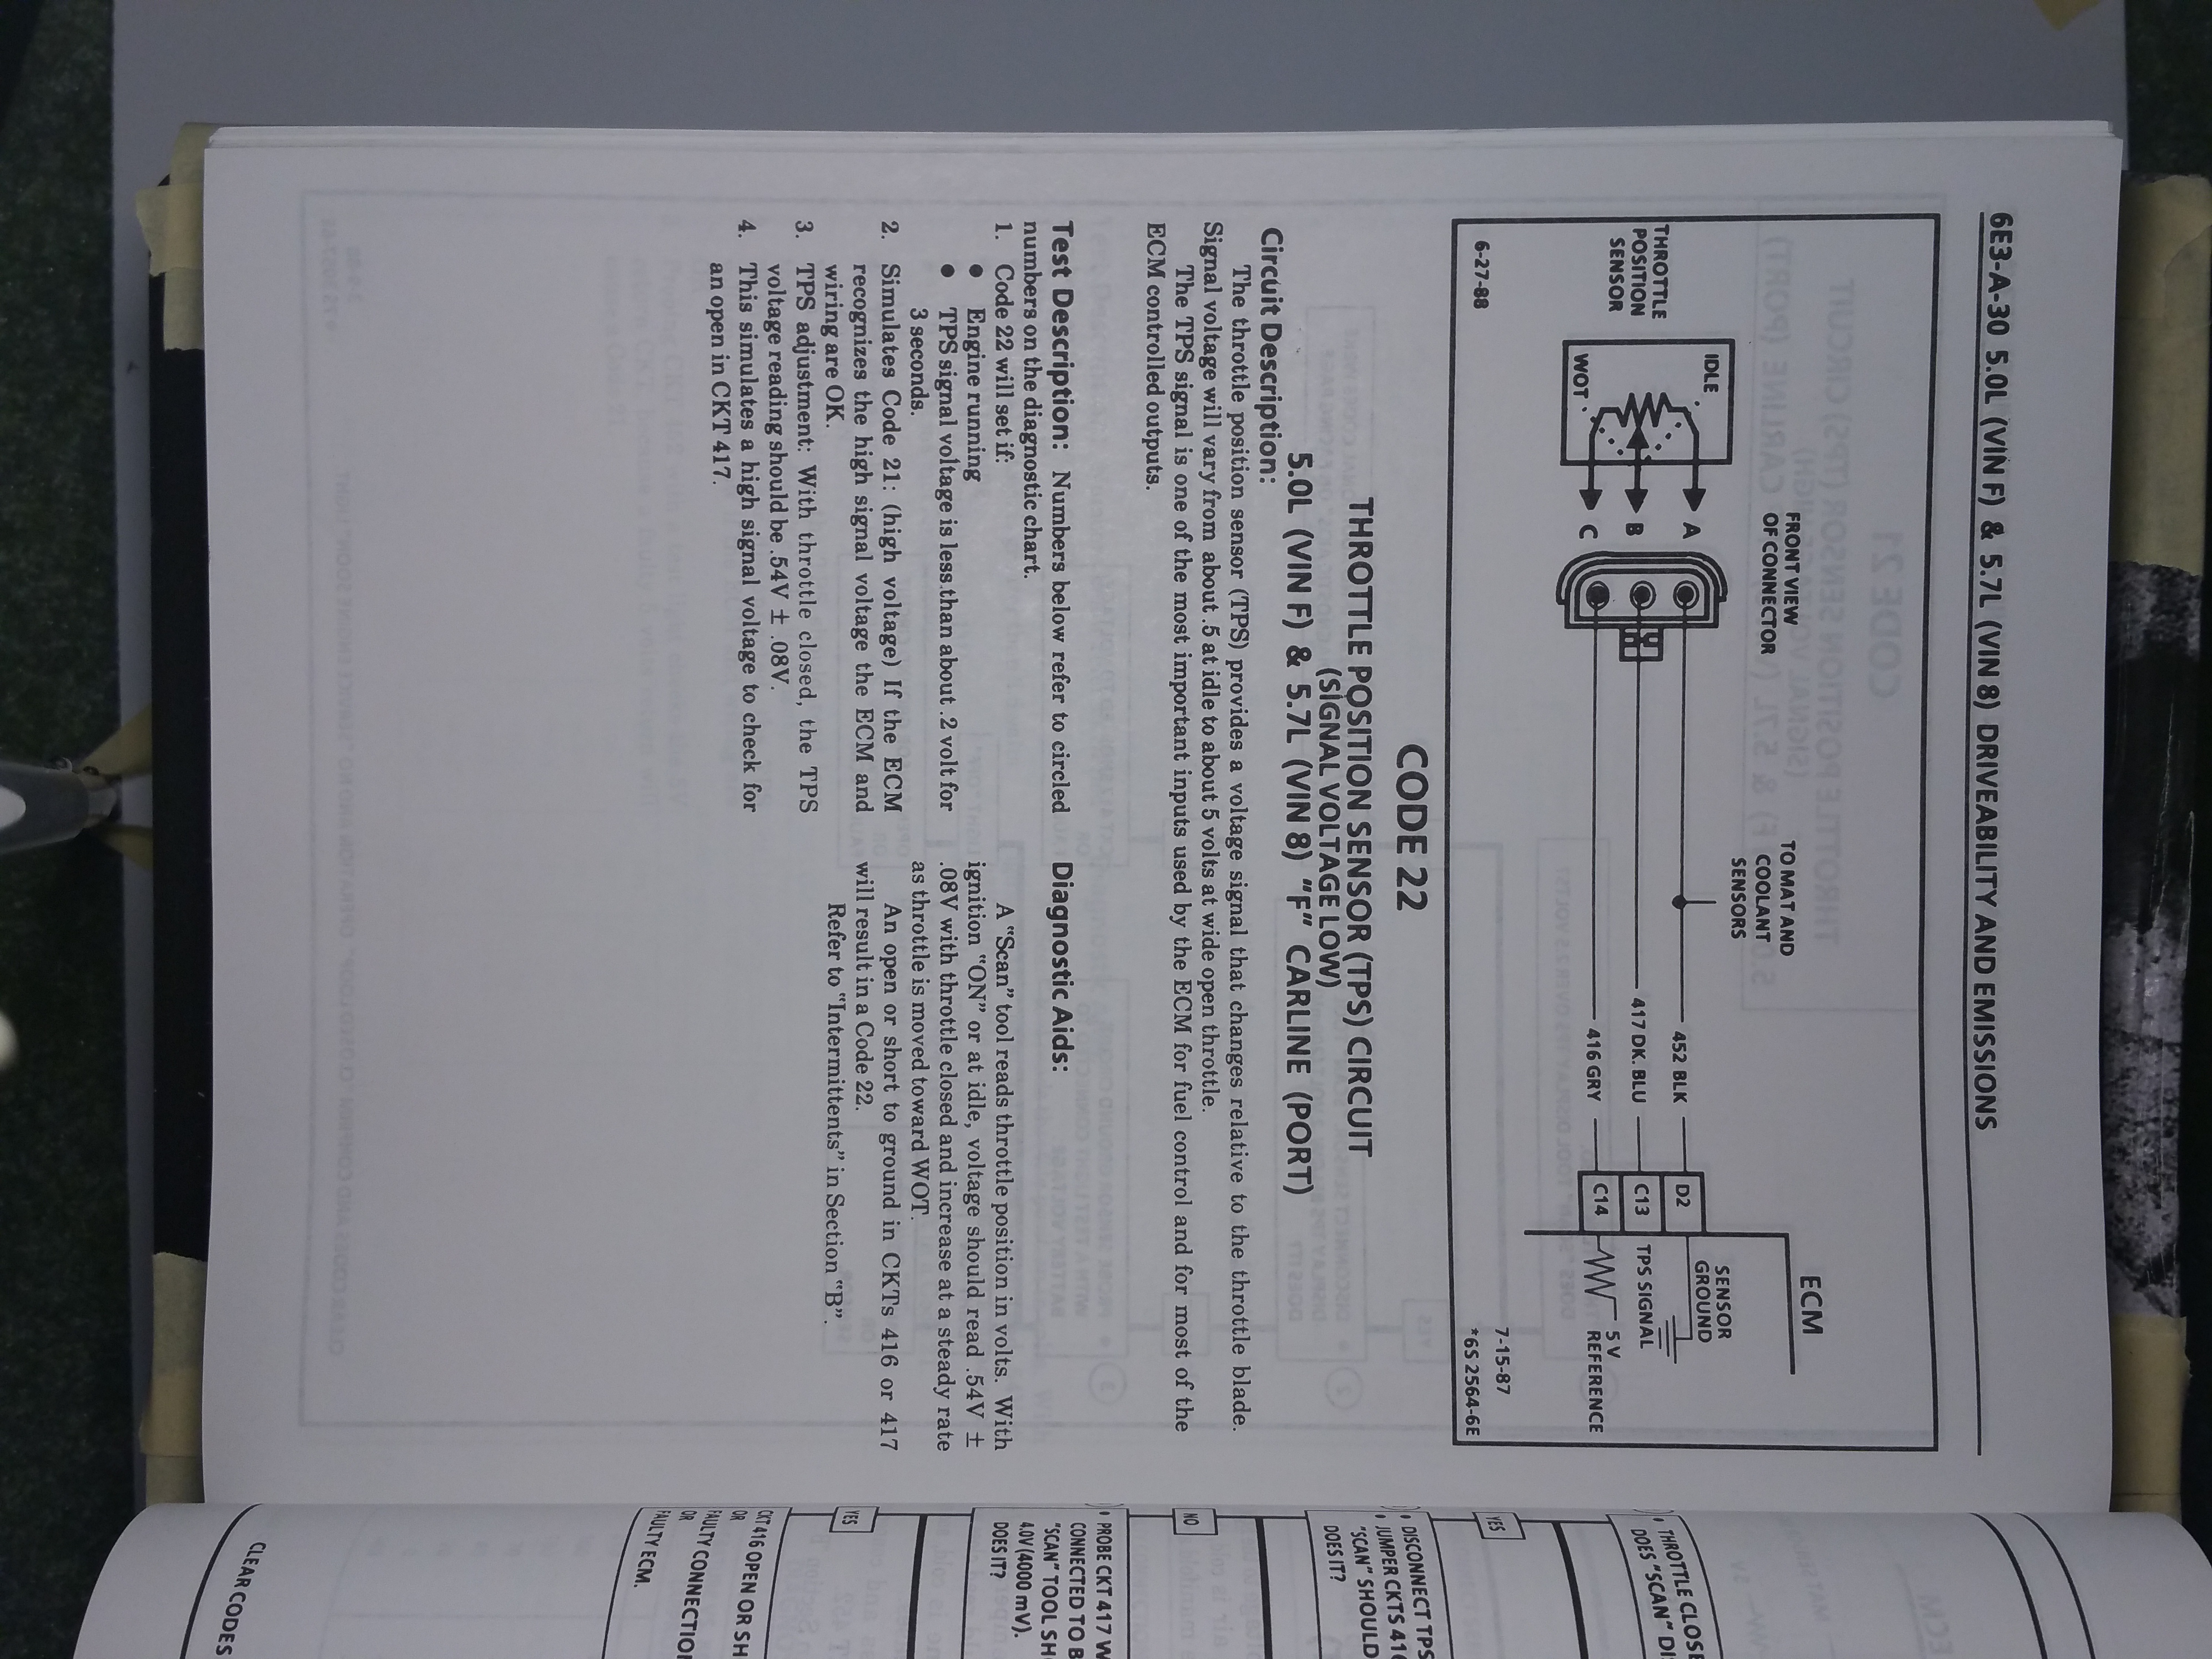 6E3-A-30 5.0L (VIN F) & 5.7L (VIN 8) DRIVEABILITY AND EMISSIONS
THROTTLE
POSITION
SENSOR
IDLE
WOT
A
B
C
FRONT VIEW
OF CONNECTOR
TO MAT AND
COOLANT
SENSORS
452 BLK
417 DK. BLU
416 GRY
D2
C13
C14
ECM
SENSOR
GROUND
TPS SIGNAL
5 V
REFERENCE
6-27-88
7-15-87
*6S 2564-6E
CODE 22
THROTTLE POSITION SENSOR (TPS) CIRCUIT
(SIGNAL VOLTAGE LOW)
5.0L (VIN F) & 5.7L (VIN 8) "F" CARLINE (PORT)
Circuit Description:
The throttle position sensor (TPS) provides a voltage signal that changes relative to the throttle blade.
Signal voltage will vary from about .5 at idle to about 5 volts at wide open throttle.
The TPS signal is one of the most important inputs used by the ECM for fuel control and for most of the
ECM controlled outputs.
Test Description: Numbers below refer to circled
numbers on the diagnostic chart.
1. Code 22 will set if:
● Engine running
● TPS signal voltage is less than about .2 volt for
3 seconds.
2. Simulates Code 21: (high voltage) If the ECM
recognizes the high signal voltage the ECM and
wiring are OK.
3. TPS adjustment: With throttle closed, the TPS
voltage reading should be .54V ± .08V.
4. This simulates a high signal voltage to check for
an open in CKT 417.
Diagnostic Aids:
A "Scan" tool reads throttle position in volts. With
ignition "ON" or at idle, voltage should read .54V ±
.08V with throttle closed and increase at a steady rate
as throttle is moved toward WOT.
An open or short to ground in CKTs 416 or 417
will result in a Code 22.
Refer to "Intermittents" in Section "B".
• THROTTLE CLOSE
DOES "SCAN" DI
YES
• DISCONNECT TPS
• JUMPER CKTS 416
"SCAN" SHOULD
DOES IT?
NO
• PROBE CKT 417 W
CONNECTED TO B
"SCAN" TOOL SH
4.0V (4000 mV).
DOES IT?
YES
CKT 416 OPEN OR SH
OR
FAULTY CONNECTION
OR
FAULTY ECM.
CLEAR CODES